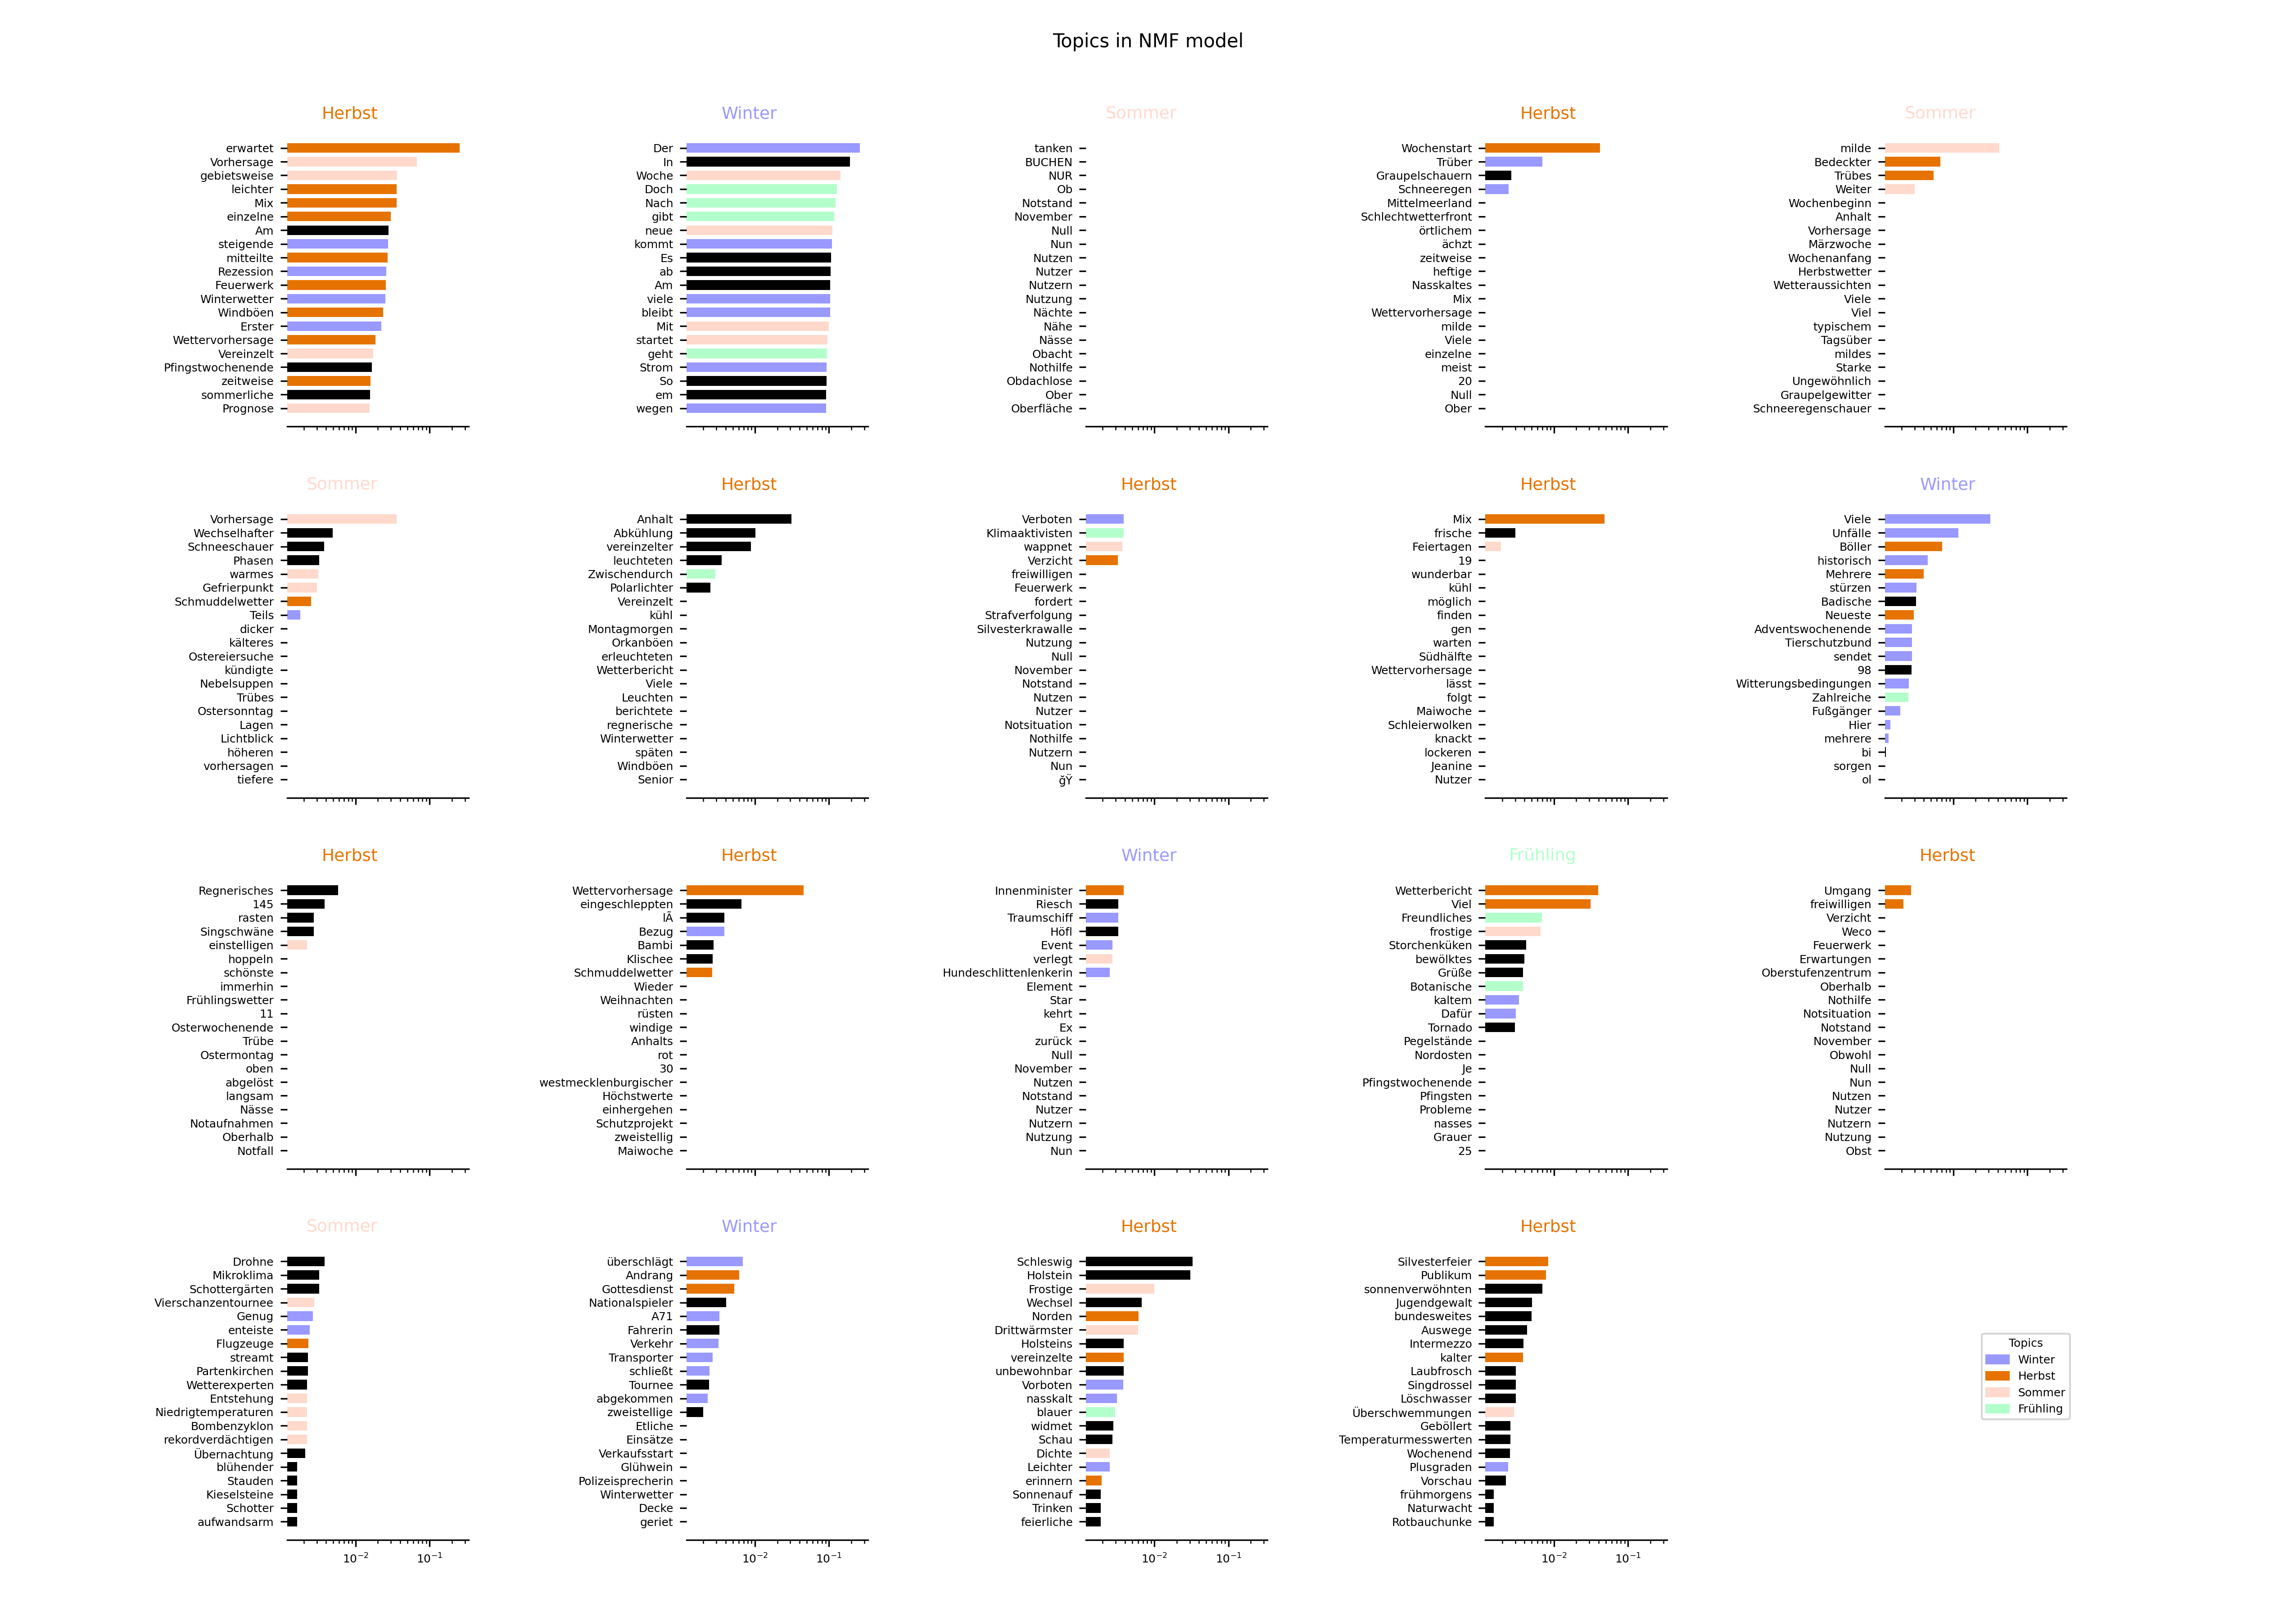 Topics in NMF model
Herbst
erwartet
Vorhersage
gebietsweise
leichter
Mix
einzelne
Am
steigende
mitteilte
Rezession
Feuerwerk
Winterwetter
Windböen
Erster
Wettervorhersage
Vereinzelt
Pfingstwochenende
zeitweise
sommerliche
Prognose
Winter
Der
In
Woche
Doch
Nach
gibt
neue
kommt
Es
ab
Am
viele
bleibt
Mit
startet
geht
Strom
So
em
wegen
Sommer
tanken
BUCHEN
NUR
Ob
Notstand
November
Null
Nun
Nutzen
Nutzer
Nutzern
Nutzung
Nächte
Nähe
Nässe
Obacht
Nothilfe
Obdachlose
Ober
Oberfläche
Herbst
Wochenstart
Trüber
Graupelschauern
Schneeregen
Mittelmeerland
Schlechtwetterfront
örtlichem
ächzt
zeitweise
heftige
Nasskaltes
Mix
Wettervorhersage
milde
Viele
einzelne
meist
20
Null
Ober
Sommer
milde
Bedeckter
Trübes
Weiter
Wochenbeginn
Anhalt
Vorhersage
Märzwoche
Wochenanfang
Herbstwetter
Wetteraussichten
Viele
Viel
typischem
Tagsüber
mildes
Starke
Ungewöhnlich
Graupelgewitter
Schneeregenschauer
Sommer
Vorhersage
Wechselhafter
Schneeschauer
Phasen
warmes
Gefrierpunkt
Schmuddelwetter
Teils
dicker
kälteres
Ostereiersuche
kündigte
Nebelsuppen
Trübes
Ostersonntag
Lagen
Lichtblick
höheren
vorhersagen
tiefere
Herbst
Anhalt
Abkühlung
vereinzelter
leuchteten
Zwischendurch
Polarlichter
Vereinzelt
kühl
Montagmorgen
Orkanböen
erleuchteten
Wetterbericht
Viele
Leuchten
berichtete
regnerische
Winterwetter
späten
Windböen
Senior
Herbst
Verboten
Klimaaktivisten
wappnet
Verzicht
freiwilligen
Feuerwerk
fordert
Strafverfolgung
Silvesterkrawalle
Nutzung
Null
November
Notstand
Nutzen
Nutzer
Notsituation
Nothilfe
Nutzern
Nun
ğŸ
Herbst
Mix
frische
Feiertagen
19
wunderbar
kühl
möglich
finden
gen
warten
Südhälfte
Wettervorhersage
lässt
folgt
Maiwoche
Schleierwolken
knackt
lockeren
Jeanine
Nutzer
Winter
Viele
Unfälle
Böller
historisch
Mehrere
stürzen
Badische
Neueste
Adventswochenende
Tierschutzbund
sendet
98
Witterungsbedingungen
Zahlreiche
Fußgänger
Hier
mehrere
bi
sorgen
ol
Herbst
Regnerisches
145
rasten
Singschwäne
einstelligen
hoppeln
schönste
immerhin
Frühlingswetter
11
Osterwochenende
Trübe
Ostermontag
oben
abgelöst
langsam
Nässe
Notaufnahmen
Oberhalb
Notfall
Herbst
Wettervorhersage
eingeschleppten
lÃ
Bezug
Bambi
Klischee
Schmuddelwetter
Wieder
Weihnachten
rüsten
windige
Anhalts
rot
30
westmecklenburgischer
Höchstwerte
einhergehen
Schutzprojekt
zweistellig
Maiwoche
Winter
Innenminister
Riesch
Traumschiff
Höfl
Event
verlegt
Hundeschlittenlenkerin
Element
Star
kehrt
Ex
zurück
Null
November
Nutzen
Notstand
Nutzer
Nutzern
Nutzung
Nun
Frühling
Wetterbericht
Viel
Freundliches
frostige
Storchenküken
bewölktes
Grüße
Botanische
kaltem
Dafür
Tornado
Pegelstände
Nordosten
Je
Pfingstwochenende
Pfingsten
Probleme
nasses
Grauer
25
Herbst
Umgang
freiwilligen
Verzicht
Weco
Feuerwerk
Erwartungen
Oberstufenzentrum
Oberhalb
Nothilfe
Notsituation
Notstand
November
Obwohl
Null
Nun
Nutzen
Nutzer
Nutzern
Nutzung
Obst
Sommer
Drohne
Mikroklima
Schottergärten
Vierschanzentournee
Genug
enteiste
Flugzeuge
streamt
Partenkirchen
Wetterexperten
Entstehung
Niedrigtemperaturen
Bombenzyklon
rekordverdächtigen
Übernachtung
blühender
Stauden
Kieselsteine
Schotter
aufwandsarm
10⁻² 10⁻¹
Winter
überschlägt
Andrang
Gottesdienst
Nationalspieler
A71
Fahrerin
Verkehr
Transporter
schließt
Tournee
abgekommen
zweistellige
Etliche
Einsätze
Verkaufsstart
Glühwein
Polizeisprecherin
Winterwetter
Decke
geriet
10⁻² 10⁻¹
Herbst
Schleswig
Holstein
Frostige
Wechsel
Norden
Drittwärmster
Holsteins
vereinzelte
unbewohnbar
Vorboten
nasskalt
blauer
widmet
Schau
Dichte
Leichter
erinnern
Sonnenauf
Trinken
feierliche
10⁻² 10⁻¹
Herbst
Silvesterfeier
Publikum
sonnenverwöhnten
Jugendgewalt
bundesweites
Auswege
Intermezzo
kalter
Laubfrosch
Singdrossel
Löschwasser
Überschwemmungen
Geböllert
Temperaturmesswerten
Wochenend
Plusgraden
Vorschau
frühmorgens
Naturwacht
Rotbauchunke
10⁻² 10⁻¹
Topics
Winter
Herbst
Sommer
Frühling